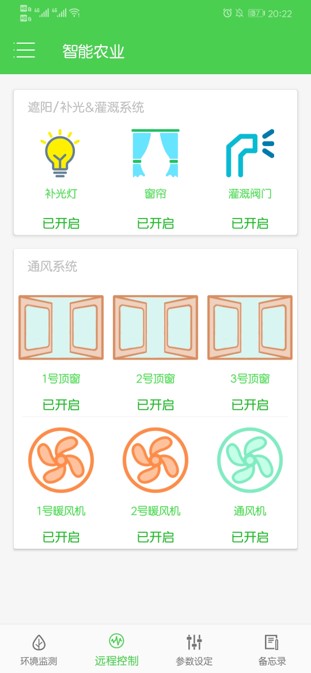 20:22
智能农业
遮阳/补光&灌溉系统
补光灯 窗帘 灌溉阀门
已开启 已开启 已开启
通风系统
1号顶窗 2号顶窗 3号顶窗
已开启 已开启 已开启
1号暖风机 2号暖风机 通风机
已开启 已开启 已开启
环境监测 远程控制 参数设定 备忘录